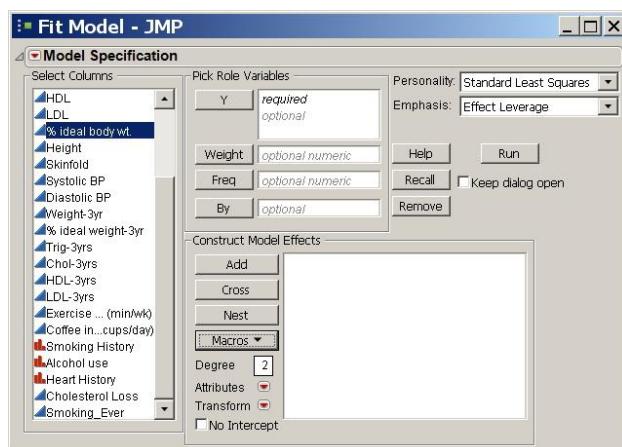 Fit Model - JMP
Model Specification
Select Columns
HDL
LDL
% ideal body wt.
Height
Skinfold
Systolic BP
Diastolic BP
Weight-3yr
% ideal weight-3yr
Trig-3yrs
Chol-3yrs
HDL-3yrs
LDL-3yrs
Exercise ... (min/wk)
Coffee in...cups/day)
Smoking History
Alcohol use
Heart History
Cholesterol Loss
Smoking_Ever
Pick Role Variables
Y
required
optional
Weight
optional numeric
Freq
optional numeric
By
optional
Personality:
Standard Least Squares
Emphasis:
Effect Leverage
Help
Run
Recall
Keep dialog open
Remove
Construct Model Effects
Add
Cross
Nest
Macros
Degree
2
Attributes
Transform
No Intercept